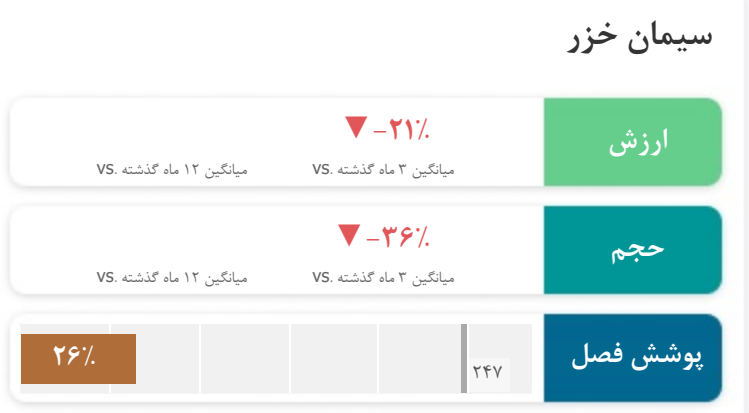 سیمان خزر
ارزش
▼ -۲۱٪
میانگین ۳ ماه گذشته .VS
میانگین ۱۲ ماه گذشته .VS
حجم
▼ -۳۶٪
میانگین ۳ ماه گذشته .VS
میانگین ۱۲ ماه گذشته .VS
پوشش فصل
۲۴۷
۲۶٪